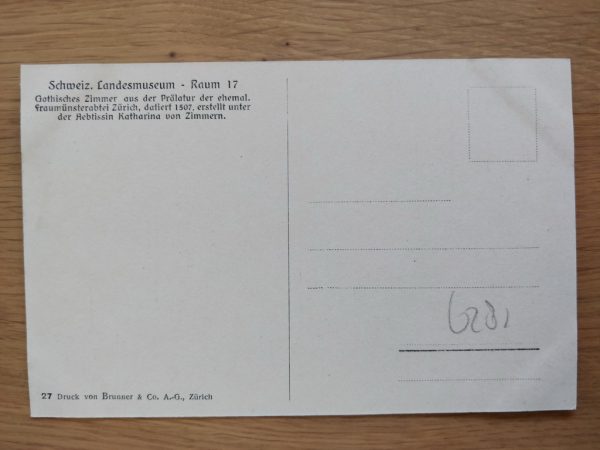 Schweiz. Landesmuseum - Raum 17
Gothisches Zimmer aus der Prälatur der ehemal.
Fraumünsterabtei Zürich, datiert 1507, erstellt unter
der Aebtissin Katharina von Zimmern.
6281
27 Druck von Brunner & Co. A.-G., Zürich